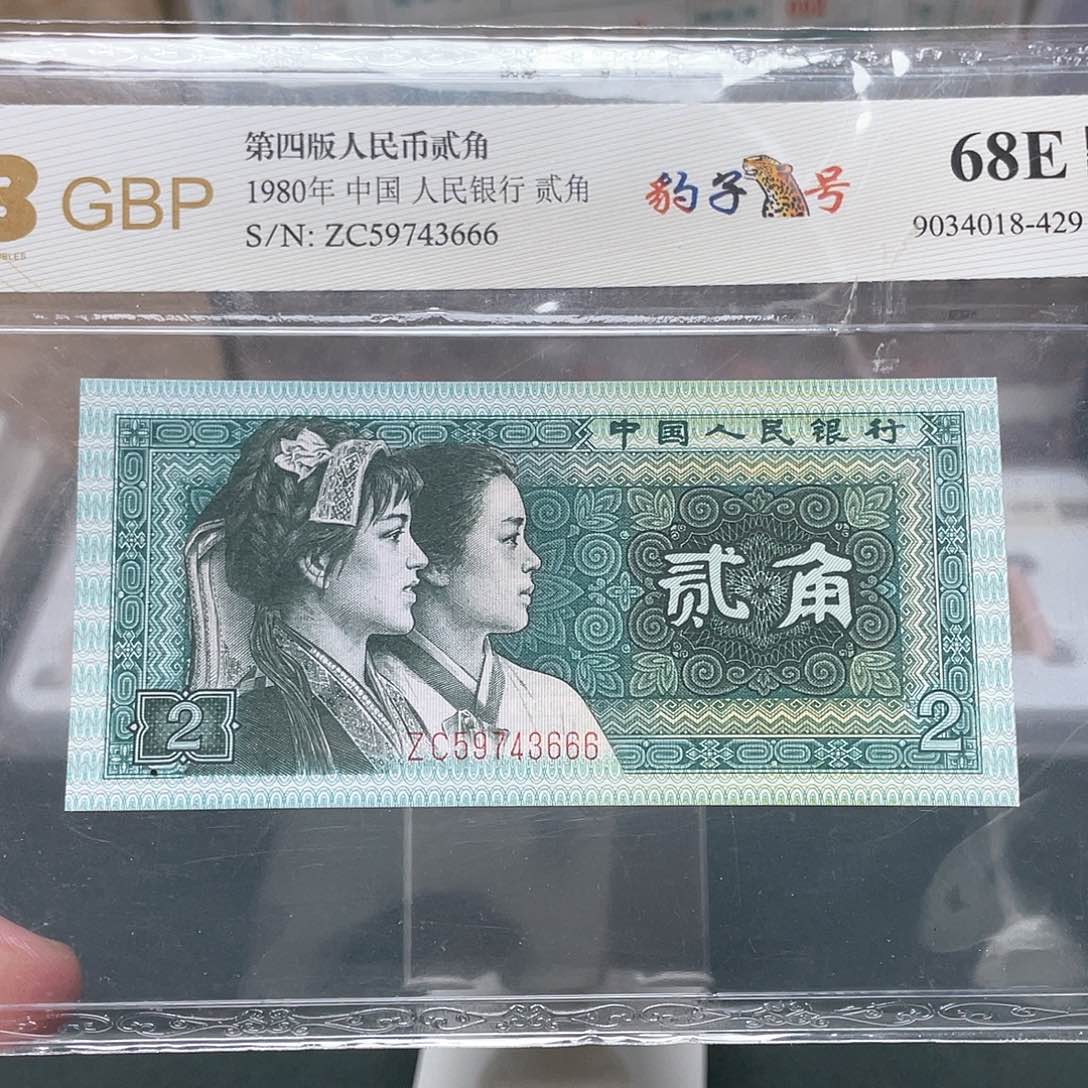 GBP
第四版人民币贰角
1980年 中国 人民银行 贰角
S/N: ZC59743666
豹子号
68E
9034018-429
中国人民银行
贰角
2
2
ZC59743666